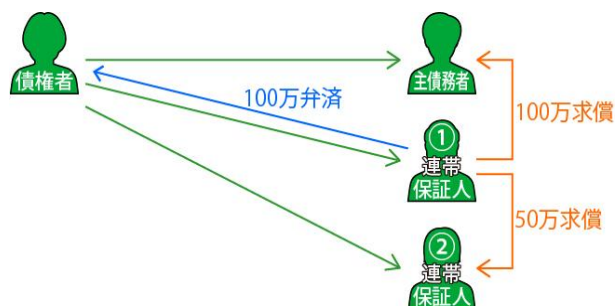 債権者
主債務者
100万弁済
100万求償
①
連帯
保証人
50万求償
②
連帯
保証人